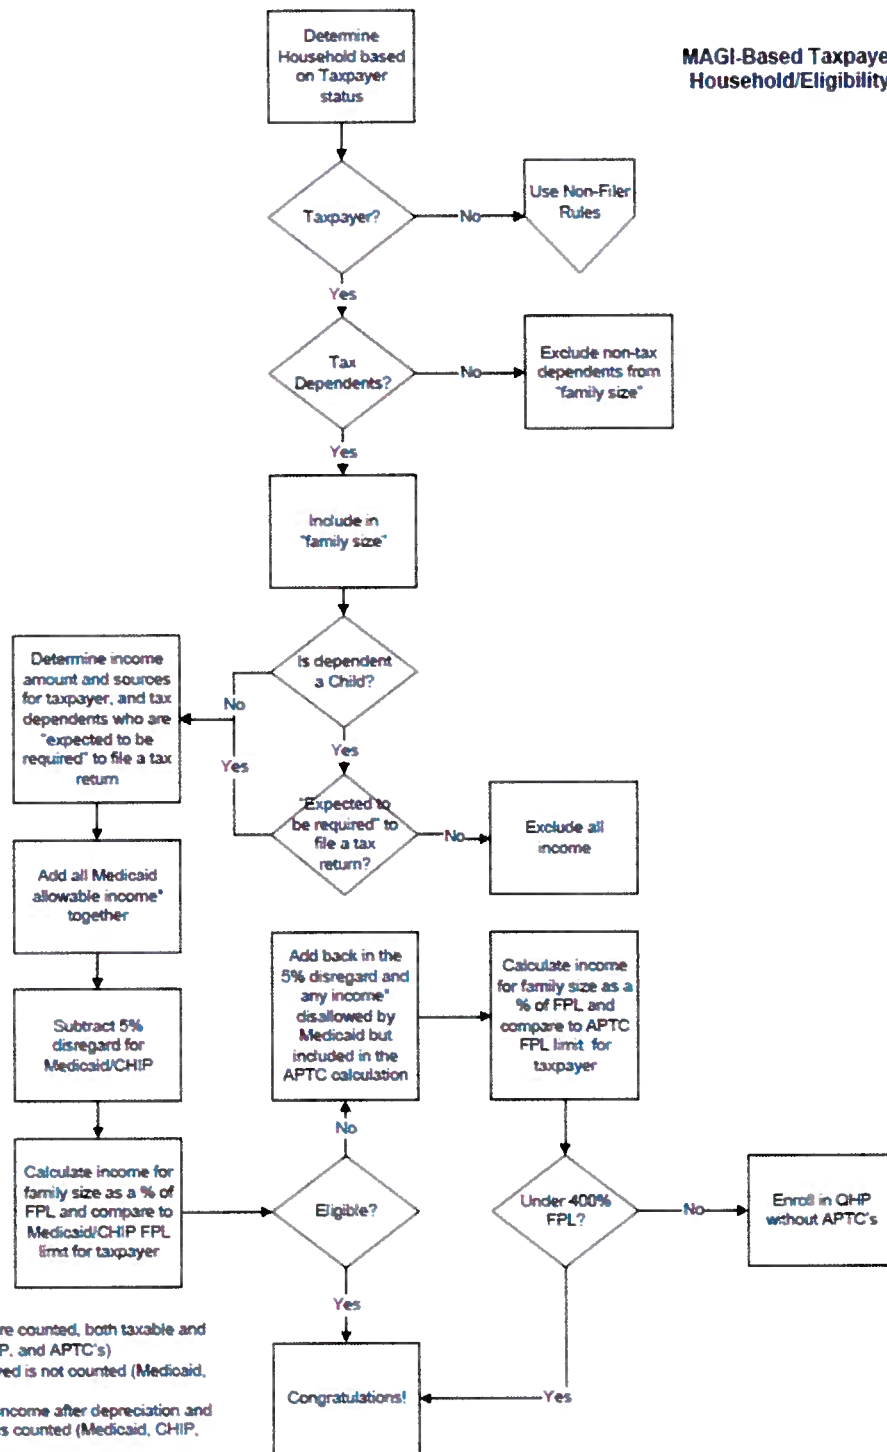 MAGI-Based Taxpaye
Household/Eligibility
Determine
Household based
on Taxpayer
status
Taxpayer?
No
Use Non-Filer
Rules
Yes
Tax
Dependents?
No
Exclude non-tax
dependents from
"family size"
Yes
Include in
"family size"
Is dependent
a Child?
No
Determine income
amount and sources
for taxpayer, and tax
dependents who are
"expected to be
required" to file a tax
return
Yes
Yes
"Expected to
be required" to
file a tax
return?
No
Exclude all
income
Add all Medicaid
allowable income*
together
Subtract 5%
disregard for
Medicaid/CHIP
Calculate income for
family size as a % of
FPL and compare to
Medicaid/CHIP FPL
limit for taxpayer
Eligible?
No
Add back in the
5% disregard and
any income*
disallowed by
Medicaid but
included in the
APTC calculation
Calculate income
for family size as a
% of FPL and
compare to APTC
FPL limit for
taxpayer
Under 400%
FPL?
No
Enroll in QHP
without APTC's
Yes
Yes
Congratulations!
re counted, both taxable and
P, and APTC's)
ed is not counted (Medicaid,
income after depreciation and
s counted (Medicaid, CHIP,